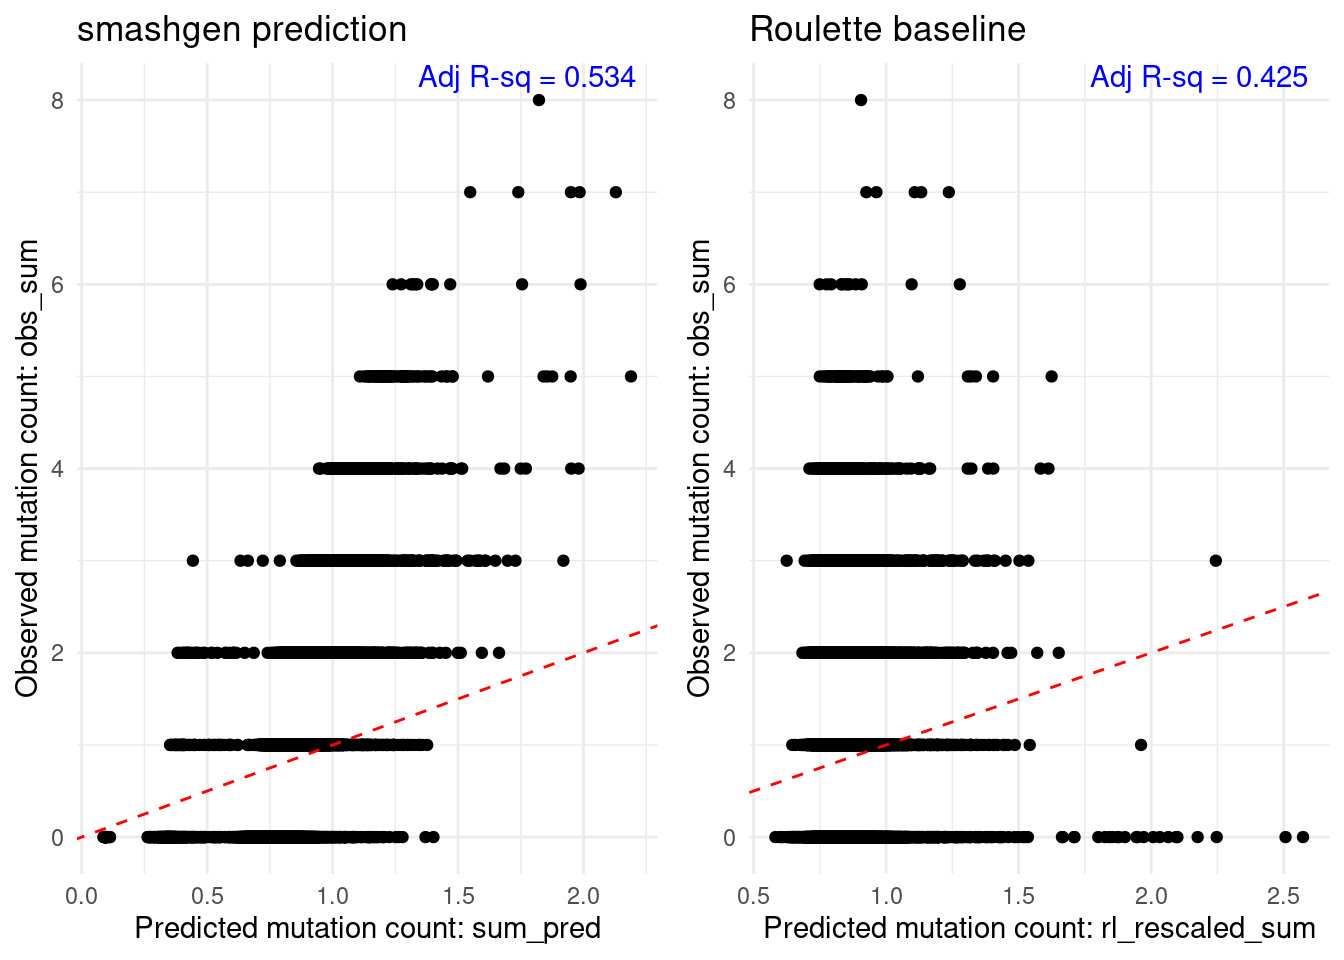 smashgen prediction
Adj R-sq = 0.534
Observed mutation count: obs_sum
8
6
4
2
0
0.0 0.5 1.0 1.5 2.0
Predicted mutation count: sum_pred
Roulette baseline
Adj R-sq = 0.425
Observed mutation count: obs_sum
8
6
4
2
0
0.5 1.0 1.5 2.0 2.5
Predicted mutation count: rl_rescaled_sum